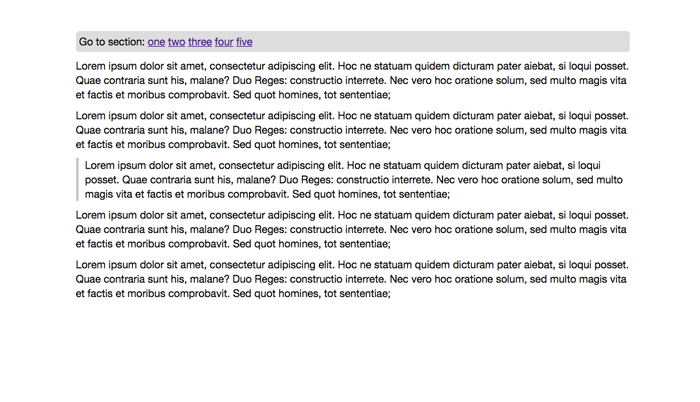 Go to section: one two three four five
Lorem ipsum dolor sit amet, consectetur adipiscing elit. Hoc ne statuam quidem dicturam pater aiebat, si loqui posset.
Quae contraria sunt his, malane? Duo Reges: constructio interrete. Nec vero hoc oratione solum, sed multo magis vita
et factis et moribus comprobavit. Sed quot homines, tot sententiae;
Lorem ipsum dolor sit amet, consectetur adipiscing elit. Hoc ne statuam quidem dicturam pater aiebat, si loqui posset.
Quae contraria sunt his, malane? Duo Reges: constructio interrete. Nec vero hoc oratione solum, sed multo magis vita
et factis et moribus comprobavit. Sed quot homines, tot sententiae;
Lorem ipsum dolor sit amet, consectetur adipiscing elit. Hoc ne statuam quidem dicturam pater aiebat, si loqui
posset. Quae contraria sunt his, malane? Duo Reges: constructio interrete. Nec vero hoc oratione solum, sed multo
magis vita et factis et moribus comprobavit. Sed quot homines, tot sententiae;
Lorem ipsum dolor sit amet, consectetur adipiscing elit. Hoc ne statuam quidem dicturam pater aiebat, si loqui posset.
Quae contraria sunt his, malane? Duo Reges: constructio interrete. Nec vero hoc oratione solum, sed multo magis vita
et factis et moribus comprobavit. Sed quot homines, tot sententiae;
Lorem ipsum dolor sit amet, consectetur adipiscing elit. Hoc ne statuam quidem dicturam pater aiebat, si loqui posset.
Quae contraria sunt his, malane? Duo Reges: constructio interrete. Nec vero hoc oratione solum, sed multo magis vita
et factis et moribus comprobavit. Sed quot homines, tot sententiae;